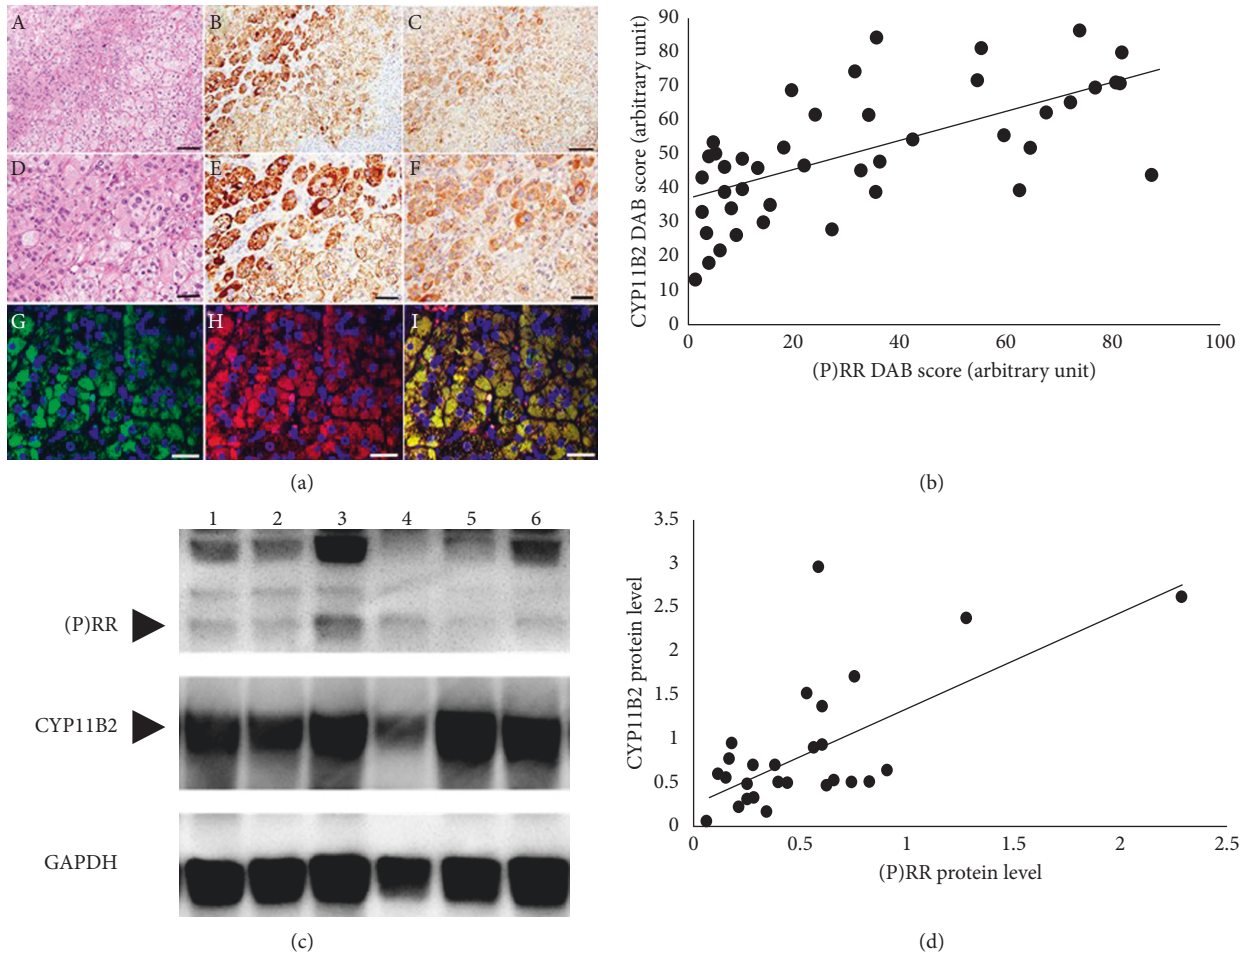 A
B
C
D
E
F
G
H
I
(a)
CYP11B2 DAB score (arbitrary unit)
90
80
70
60
50
40
30
20
10
0
0 20 40 60 80 100
(P)RR DAB score (arbitrary unit)
(b)
1 2 3 4 5 6
(P)RR
CYP11B2
GAPDH
(c)
CYP11B2 protein level
3.5
3
2.5
2
1.5
1
0.5
0
0 0.5 1 1.5 2 2.5
(P)RR protein level
(d)